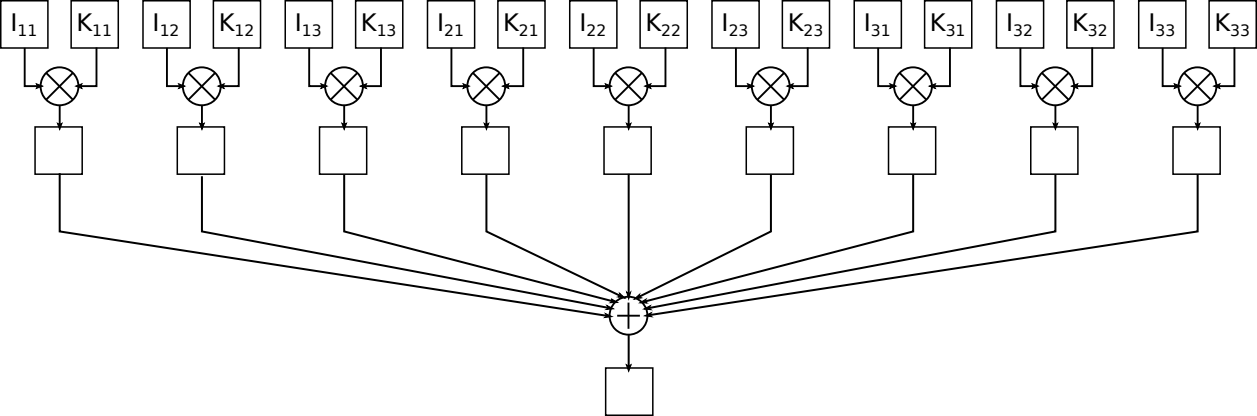 I₁₁ K₁₁ I₁₂ K₁₂ I₁₃ K₁₃ I₂₁ K₂₁ I₂₂ K₂₂ I₂₃ K₂₃ I₃₁ K₃₁ I₃₂ K₃₂ I₃₃ K₃₃